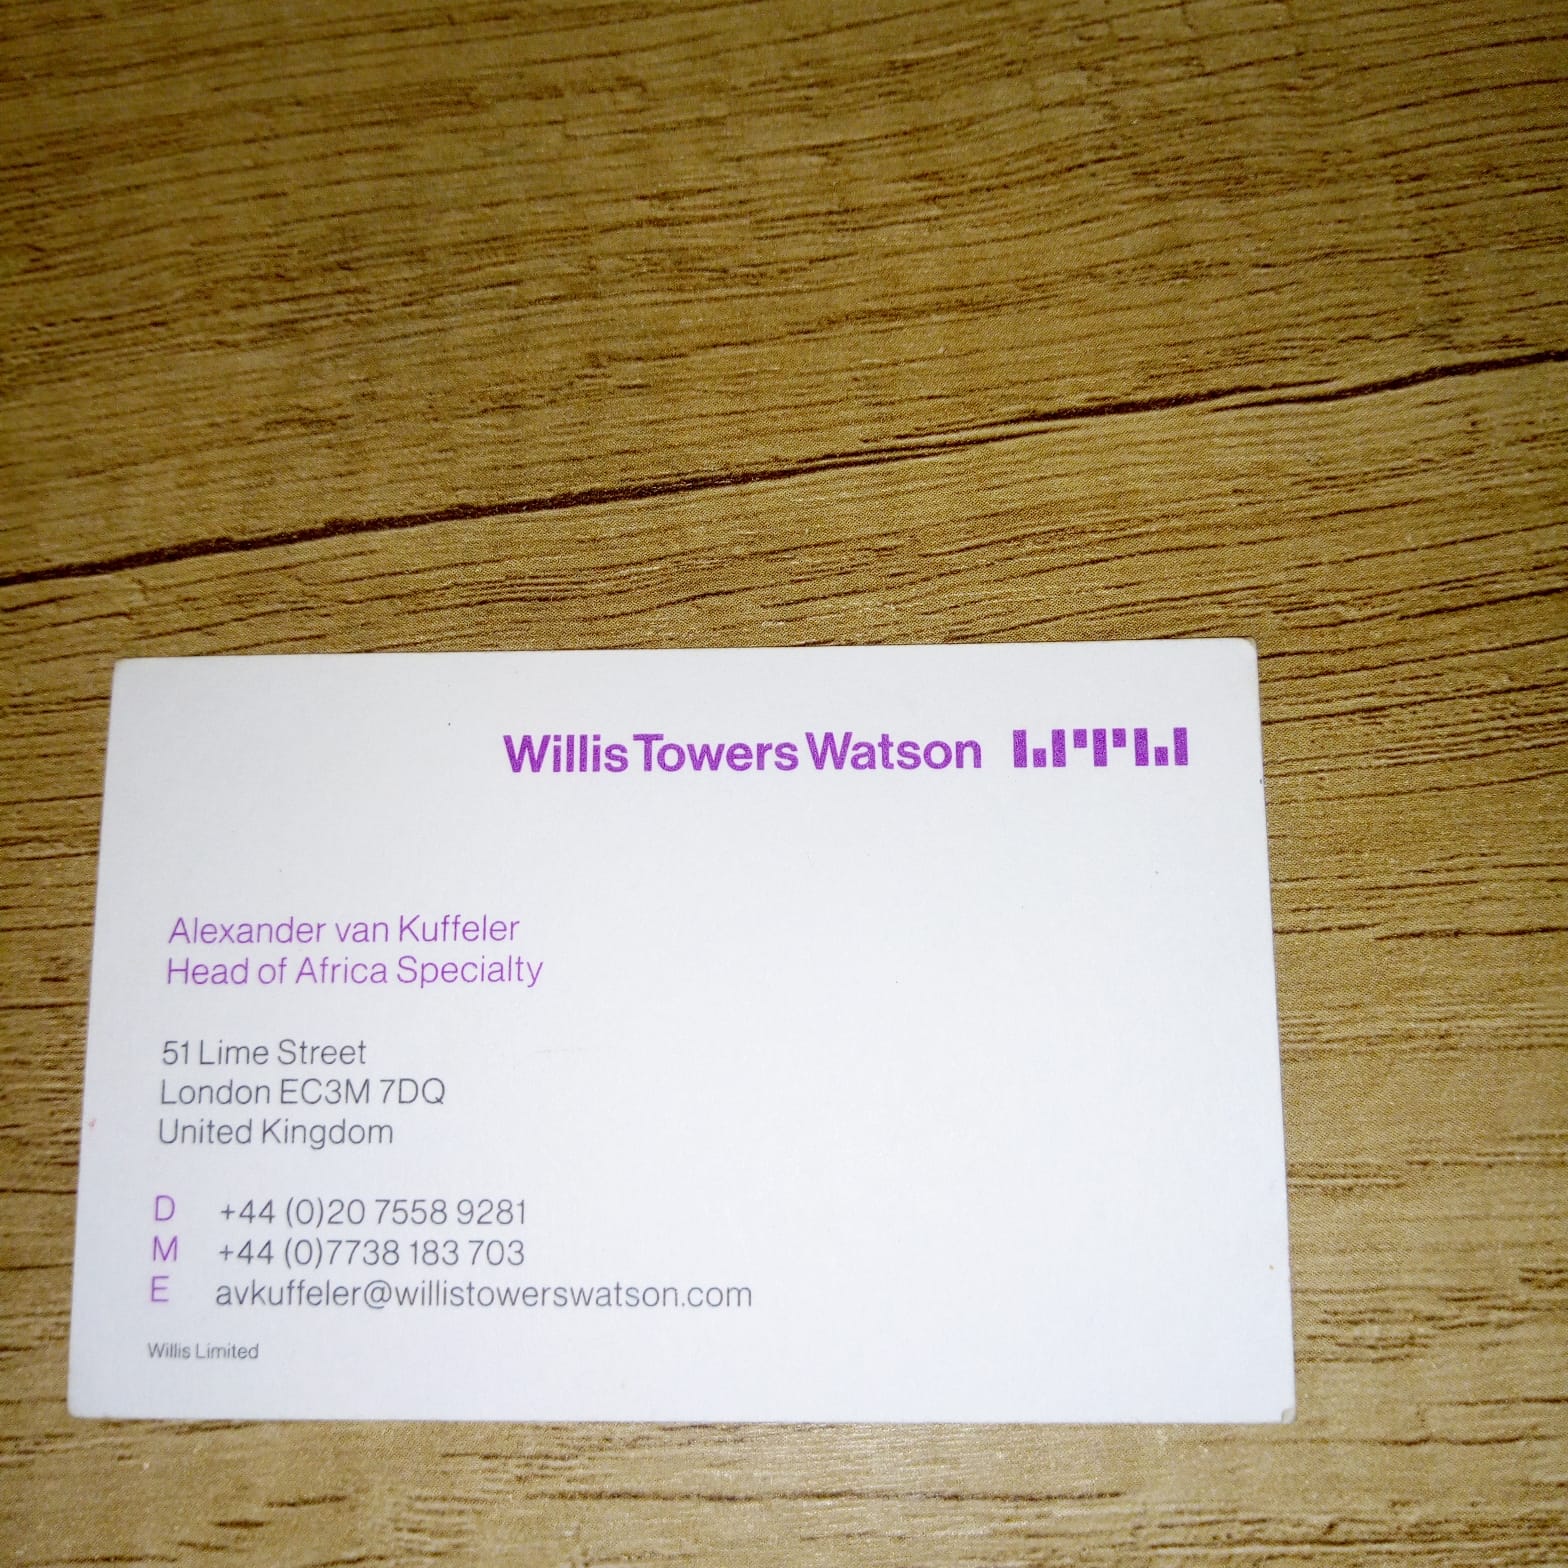 Willis Towers Watson
Alexander van Kuffeler
Head of Africa Specialty
51 Lime Street
London EC3M 7DQ
United Kingdom
D +44 (0)20 7558 9281
M +44 (0)7738 183 703
E avkuffeler@willistowerswatson.com
Willis Limited